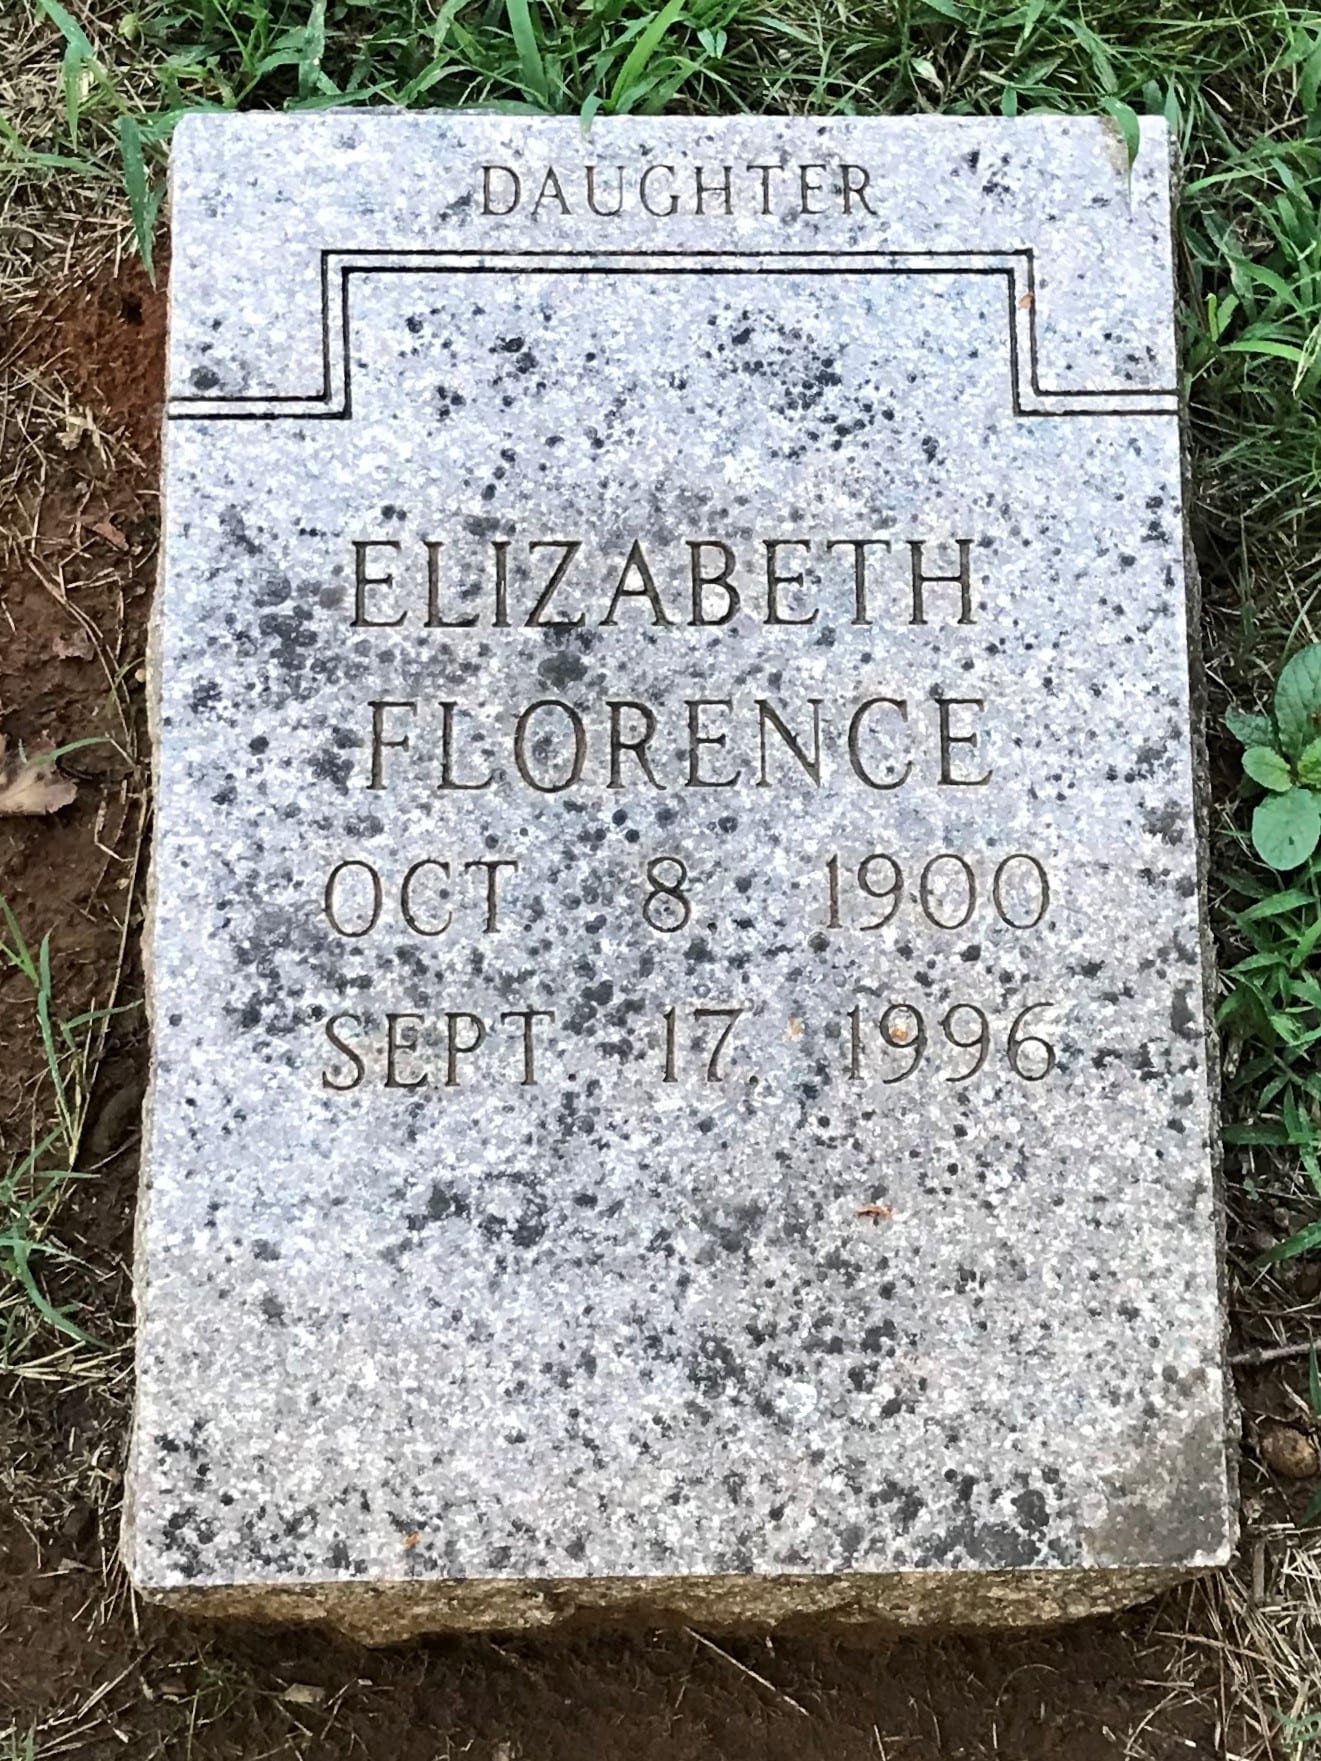 DAUGHTER
ELIZABETH
FLORENCE
OCT 8. 1900
SEPT. 17, 1996